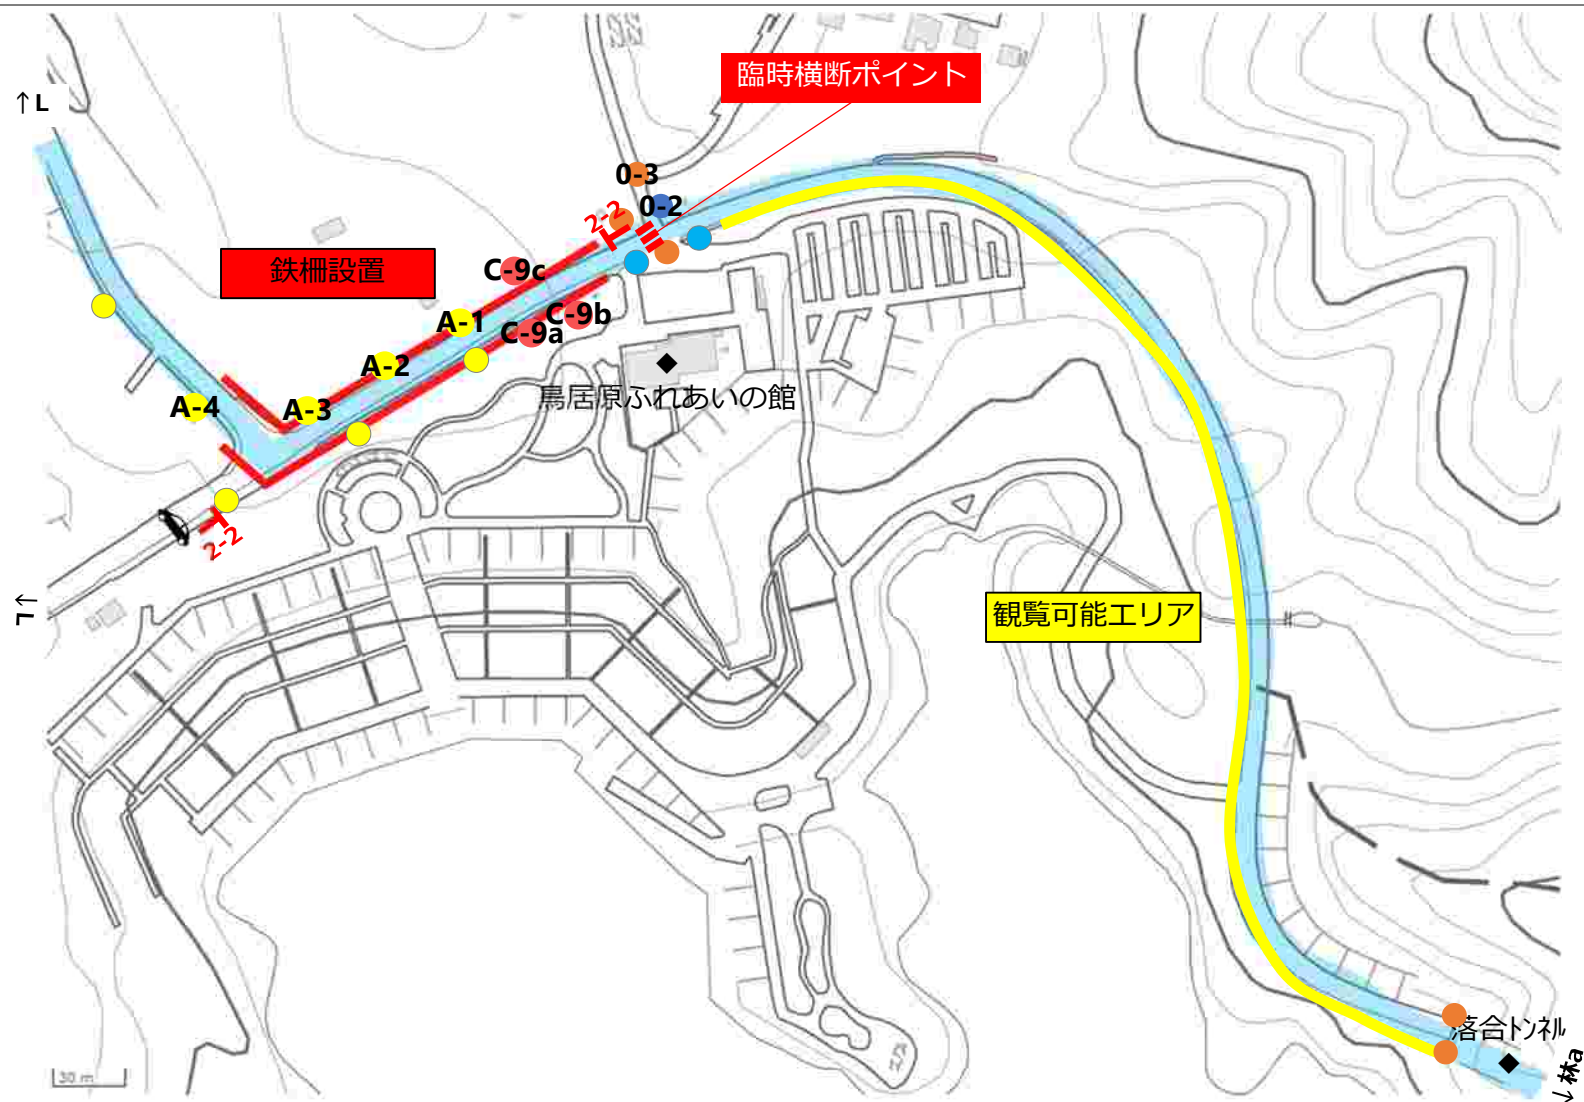 臨時横断ポイント
↑L
0-3
0-2
2-2
鉄柵設置
C-9c
C-9b
A-1
C-9a
A-2
鳥居原ふれあいの館
A-4
A-3
2-2
↑L
観覧可能エリア
落合トンネル
↓林a
30 m